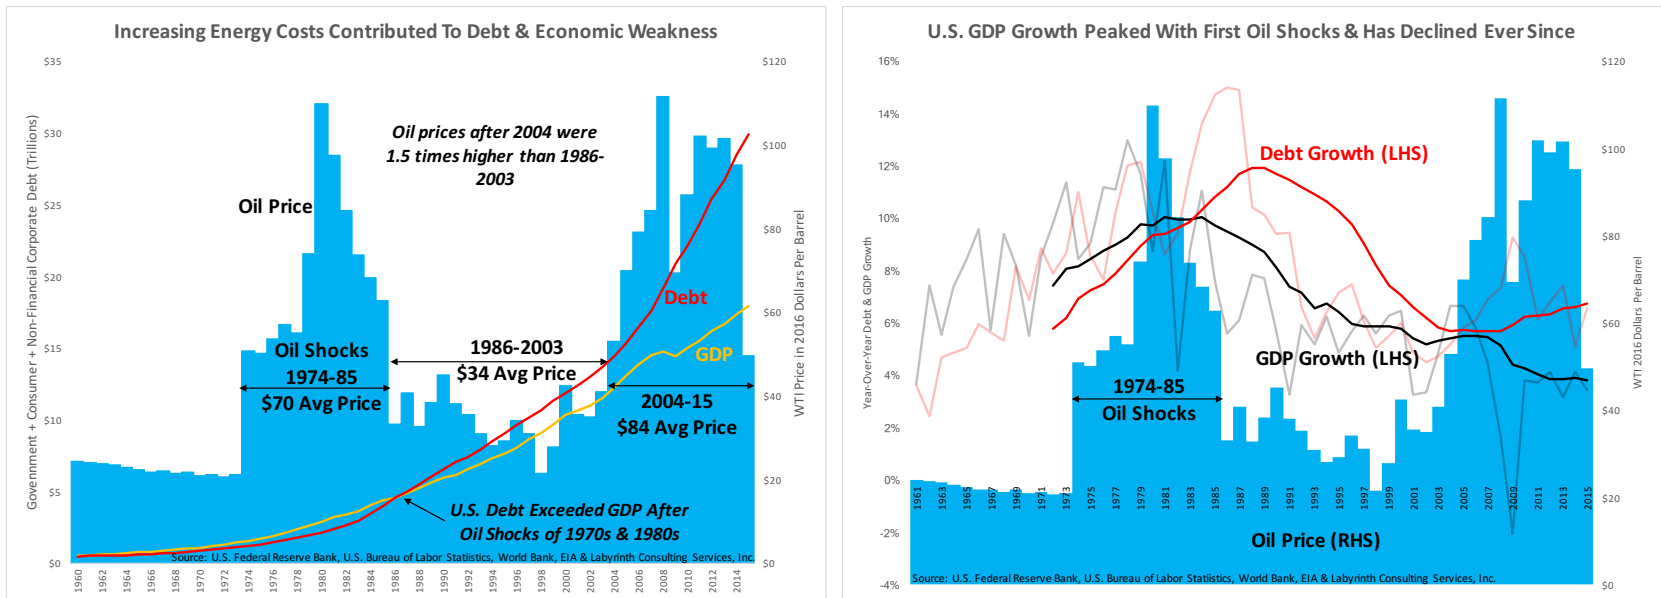 Increasing Energy Costs Contributed To Debt & Economic Weakness
$35
$30
$25
$20
$15
$10
$5
$0
Governnment + Consumer + Non-Financial Corporate Debt (Trillions)
$120
$100
$80
$60
$40
$20
$0
WTI Price in 2016 Dollars Per Barrel
Oil prices after 2004 were
1.5 times higher than 1986-
2003
Oil Price
Debt
GDP
Oil Shocks
1974-85
$70 Avg Price
1986-2003
$34 Avg Price
2004-15
$84 Avg Price
U.S. Debt Exceeded GDP After
Oil Shocks of 1970s & 1980s
Source: U.S. Federal Reserve Bank, U.S. Bureau of Labor Statiistics, World Bank, EIA & Labyrinth Consulting Services, Inc.
1960 1962 1964 1966 1968 1970 1972 1974 1976 1978 1980 1982 1984 1986 1988 1990 1992 1994 1996 1998 2000 2002 2004 2006 2008 2010 2012 2014
U.S. GDP Growth Peaked With First Oil Shocks & Has Declined Ever Since
16%
14%
12%
10%
8%
6%
4%
2%
0%
-2%
-4%
Year-Over-Year Debt & GDP Growth
$120
$100
$80
$60
$40
$20
$0
WTI 2016 Dollars Per Barrel
Debt Growth (LHS)
GDP Growth (LHS)
1974-85
Oil Shocks
1961 1963 1965 1967 1969 1971 1973 1975 1977 1979 1981 1983 1985 1987 1989 1991 1993 1995 1997 1999 2001 2003 2005 2007 2009 2011 2013 2015
Oil Price (RHS)
Source: U.S. Federal Reserve Bank, U.S. Bureau of Labor Statiistics, World Bank, EIA & Labyrinth Consulting Services, Inc.